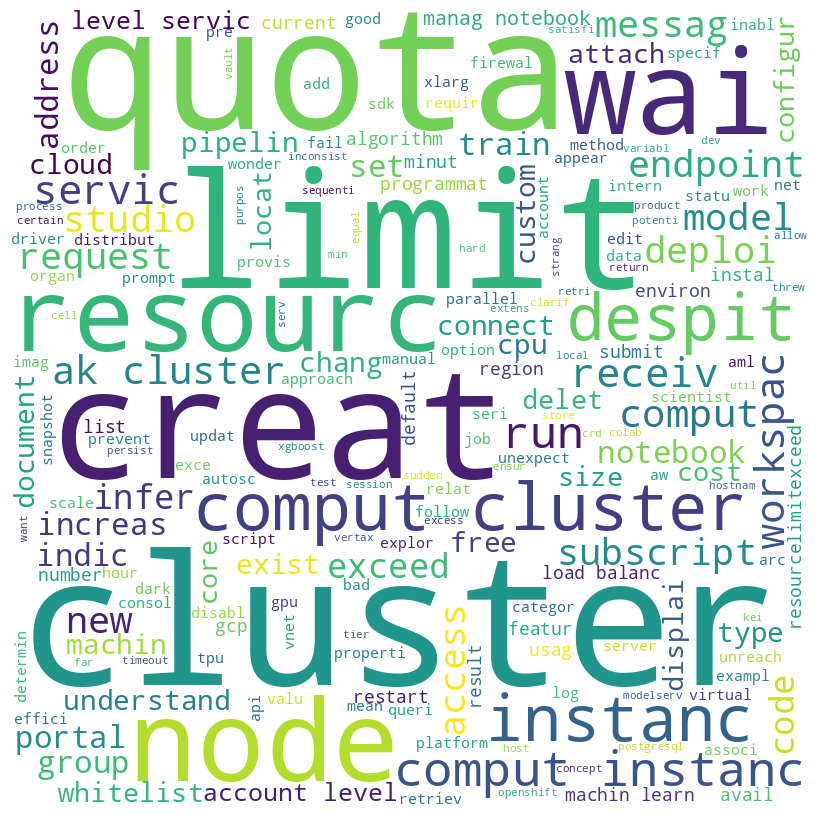 level servic
pre
current
good
satisfi
manag notebook
messag
inabl
address
vault
quota
add
firewal
xlarg
attach
specif
wai
configur
order
pipelin
sdk
requir
cloud
wonder
fail
algorithm
train
method
variabl
dev
inconsist
minut
appear
endpoint
servic
set
locat
programmat
intern
statu
work
net
process
certain
sequenti
purpos
equal
limit
custom
account
product
potenti
studio
model
driver
distribut
hard
strang
edit
allow
request
provis
min
return
data
deploi
organ
prompt
instal
resourc
cell
serv
parallel
retri
extens
clarif
environ
threw
despit
connect
imag
ak cluster
chang
manual
option
cpu
submit
local
aml
approach
region
receiv
util
document
snapshot
list
default
delet
seri
store
scientist
prevent
updat
creat
run
crd
colab
comput
workspac
persist
xgboost
job
sudden
unexpect
notebook
exce
ensur
autosc
test
session
relat
size
aw
cost
want
scale
infer
comput cluster
hostnam
resourcelimitexceed
follow
excess
increas
script
explor
free
subscript
indic
core
exist
exceed
load balanc
arc
number
hour
dark
bad
new
consol
disabl
gpu
cluster
categor
displai
virtual
kei
gcp
vnet
featur
type
machin
tier
properti
access
usag
server
unreach
determin
far
timeout
tpu
result
exampl
understand
restart
log
modelserv
code
effici
api
valu
mean
queri
node
instanc
portal
platform
host
postgresql
associ
group
comput instanc
concept
avail
whitelist
account level
retriev
openshift
machin learn